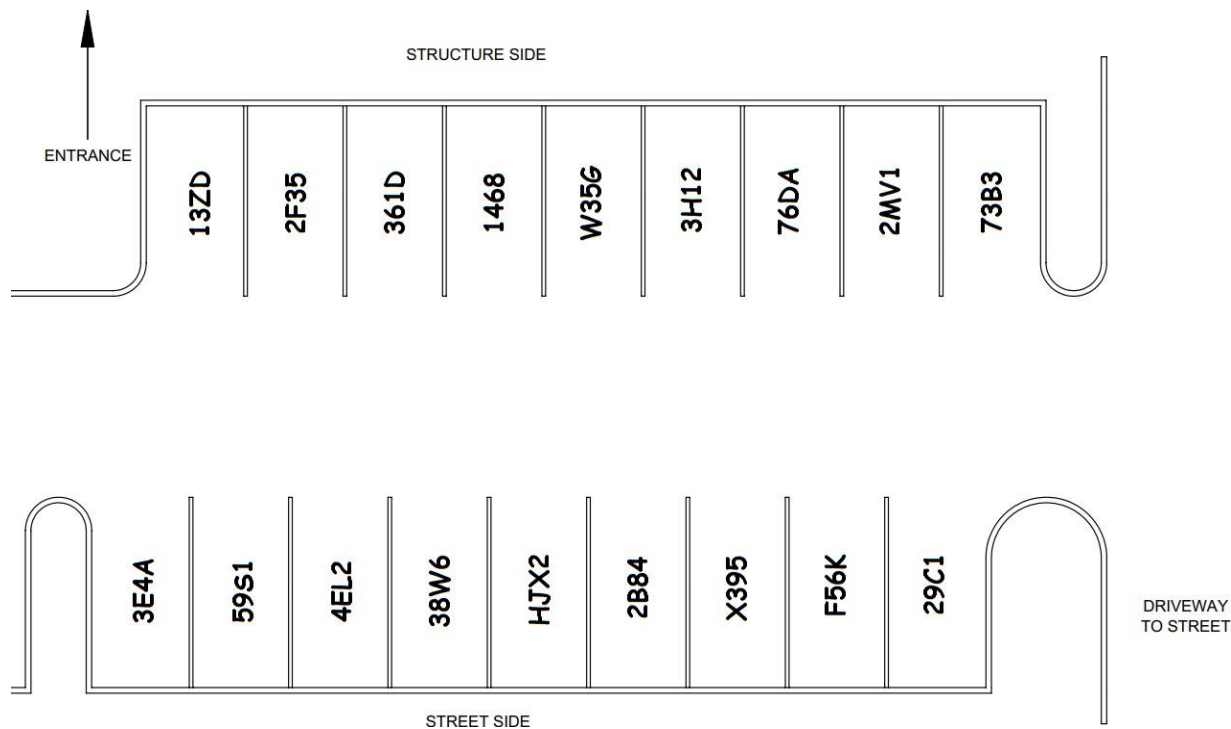 STRUCTURE SIDE
ENTRANCE
13ZD
2F35
361D
1468
W35G
3H12
76DA
2MV1
73B3
3E4A
59S1
4EL2
38W6
HJX2
2B84
X395
F56K
29C1
DRIVEWAY
TO STREET
STREET SIDE